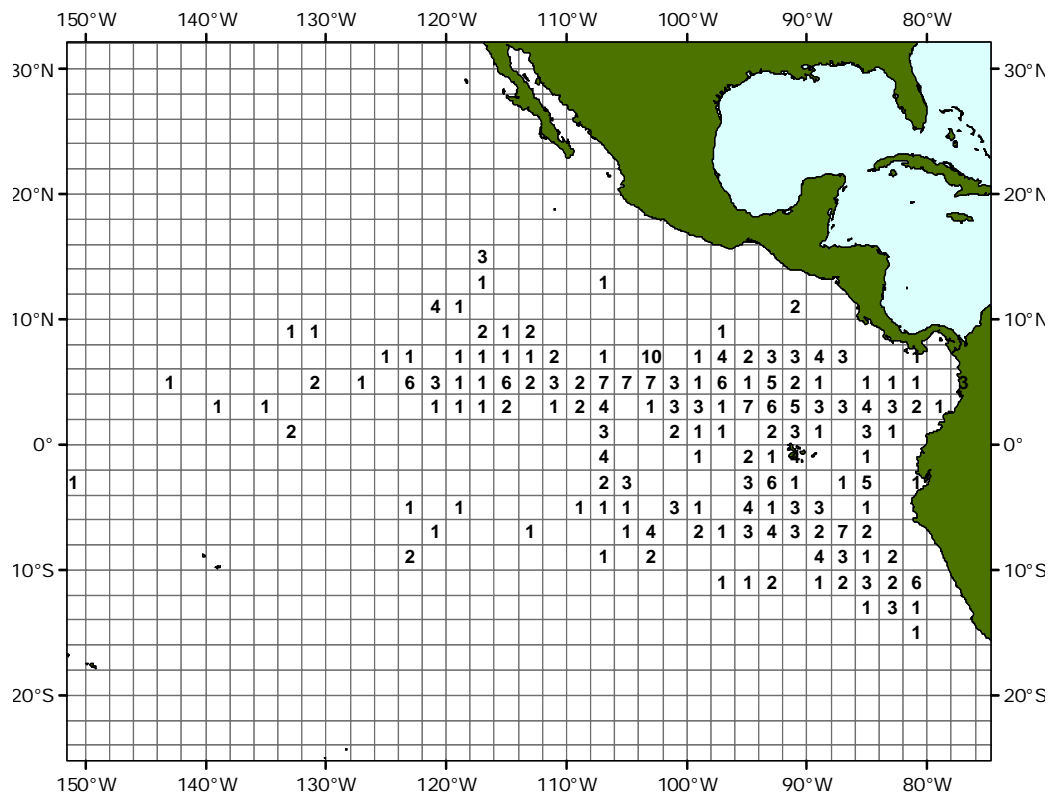 150°W 140°W 130°W 120°W 110°W 100°W 90°W 80°W
30°N 30°N
20°N 20°N
3
1 1
4 1 2
10°N 10°N
1 1 2 1 2 1
1 1 1 1 1 1 2 1 10 1 4 2 3 3 4 3 1
1 2 1 6 3 1 1 6 2 3 2 7 7 7 3 1 6 1 5 2 1 1 1 1 3
1 1 1 1 1 2 1 2 4 1 3 3 1 7 6 5 3 3 4 3 2 1
2 3 2 1 1 2 3 1 3 1
0° 0°
4 1 2 1 4 1
1 2 3 3 6 1 1 5 1
1 1 1 1 1 3 1 4 1 3 3 1
1 1 1 4 2 1 3 4 3 2 7 2
2 1 2 4 3 1 2
10°S 10°S
1 1 2 1 2 3 2 6
1 3 1
1
20°S 20°S
150°W 140°W 130°W 120°W 110°W 100°W 90°W 80°W